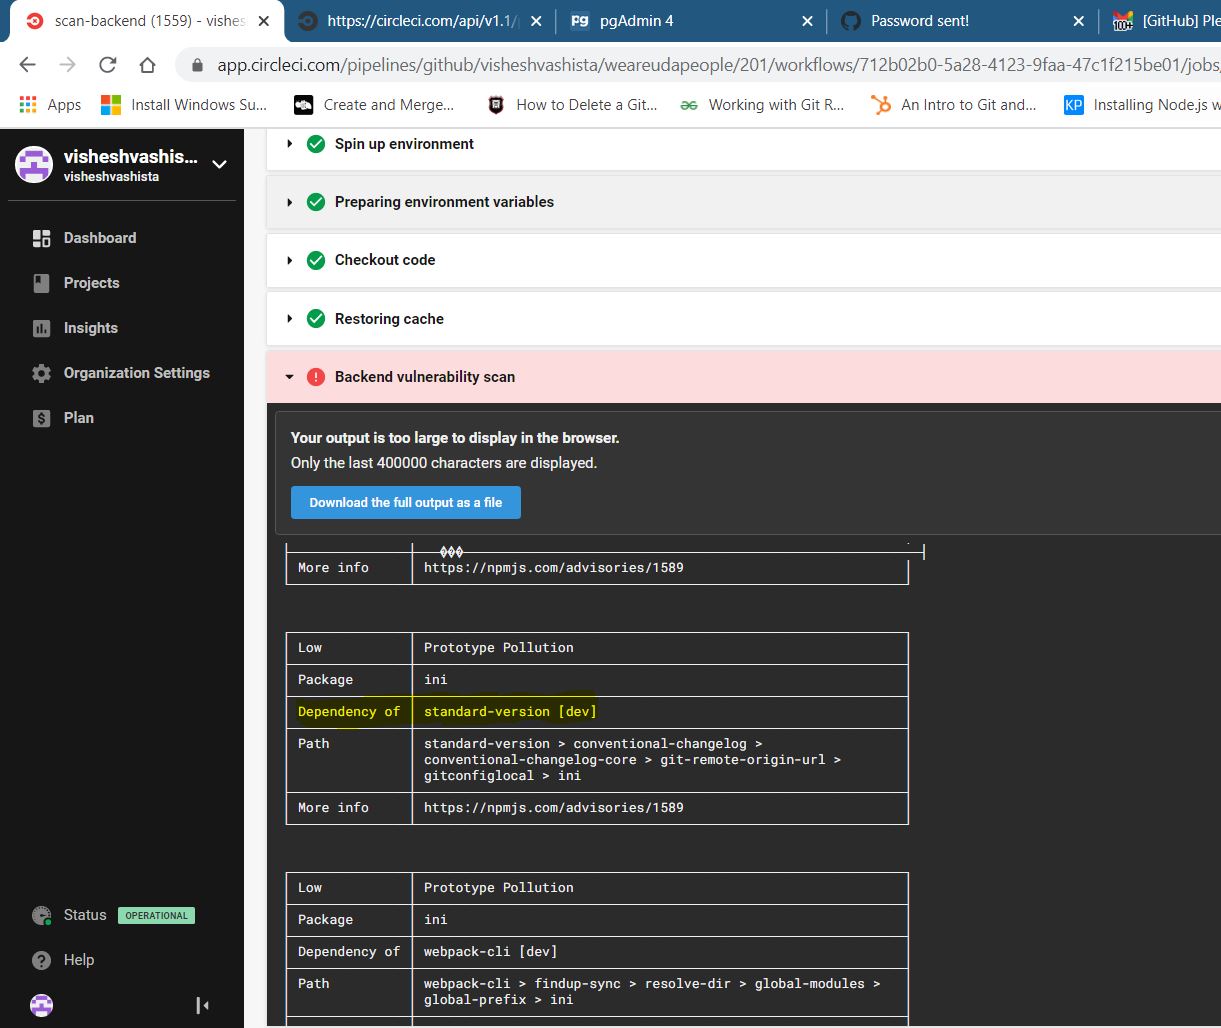 scan-backend (1559) - vishes
https://circleci.com/api/v1.1/
pgAdmin 4
Password sent!
[GitHub] Ple
app.circleci.com/pipelines/github/visheshvashista/weareudapeople/201/workflows/712b02b0-5a28-4123-9faa-47c1f215be01/jobs
Apps
Install Windows Su...
Create and Merge...
How to Delete a Git...
Working with Git R...
An Intro to Git and...
KP Installing Node.js w
visheshvashis...
visheshvashista
Dashboard
Projects
Insights
Organization Settings
Plan
Status OPERATIONAL
Help
Spin up environment
Preparing environment variables
Checkout code
Restoring cache
Backend vulnerability scan
Your output is too large to display in the browser.
Only the last 400000 characters are displayed.
Download the full output as a file
���
More info https://npmjs.com/advisories/1589
Low Prototype Pollution
Package ini
Dependency of standard-version [dev]
Path standard-version > conventional-changelog >
conventional-changelog-core > git-remote-origin-url >
gitconfiglocal > ini
More info https://npmjs.com/advisories/1589
Low Prototype Pollution
Package ini
Dependency of webpack-cli [dev]
Path webpack-cli > findup-sync > resolve-dir > global-modules >
global-prefix > ini